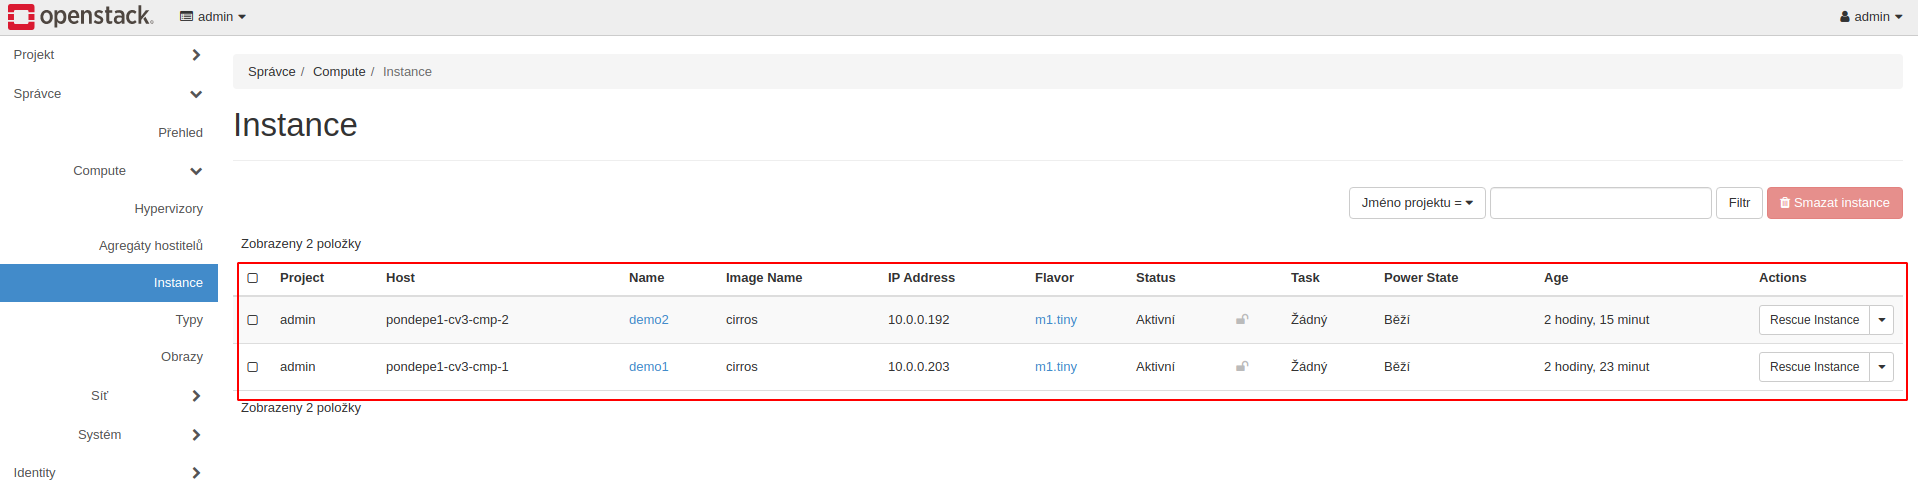 openstack. admin admin
Projekt
Správce
Přehled
Compute
Hypervizory
Agregáty hostitelů
Instance
Typy
Obrazy
Síť
Systém
Identity
Správce / Compute / Instance
Instance
Jméno projektu = Filtr Smazat instance
Zobrazeny 2 položky
Project Host Name Image Name IP Address Flavor Status Task Power State Age Actions
admin pondepe1-cv3-cmp-2 demo2 cirros 10.0.0.192 m1.tiny Aktivní Žádný Běží 2 hodiny, 15 minut Rescue Instance
admin pondepe1-cv3-cmp-1 demo1 cirros 10.0.0.203 m1.tiny Aktivní Žádný Běží 2 hodiny, 23 minut Rescue Instance
Zobrazeny 2 položky